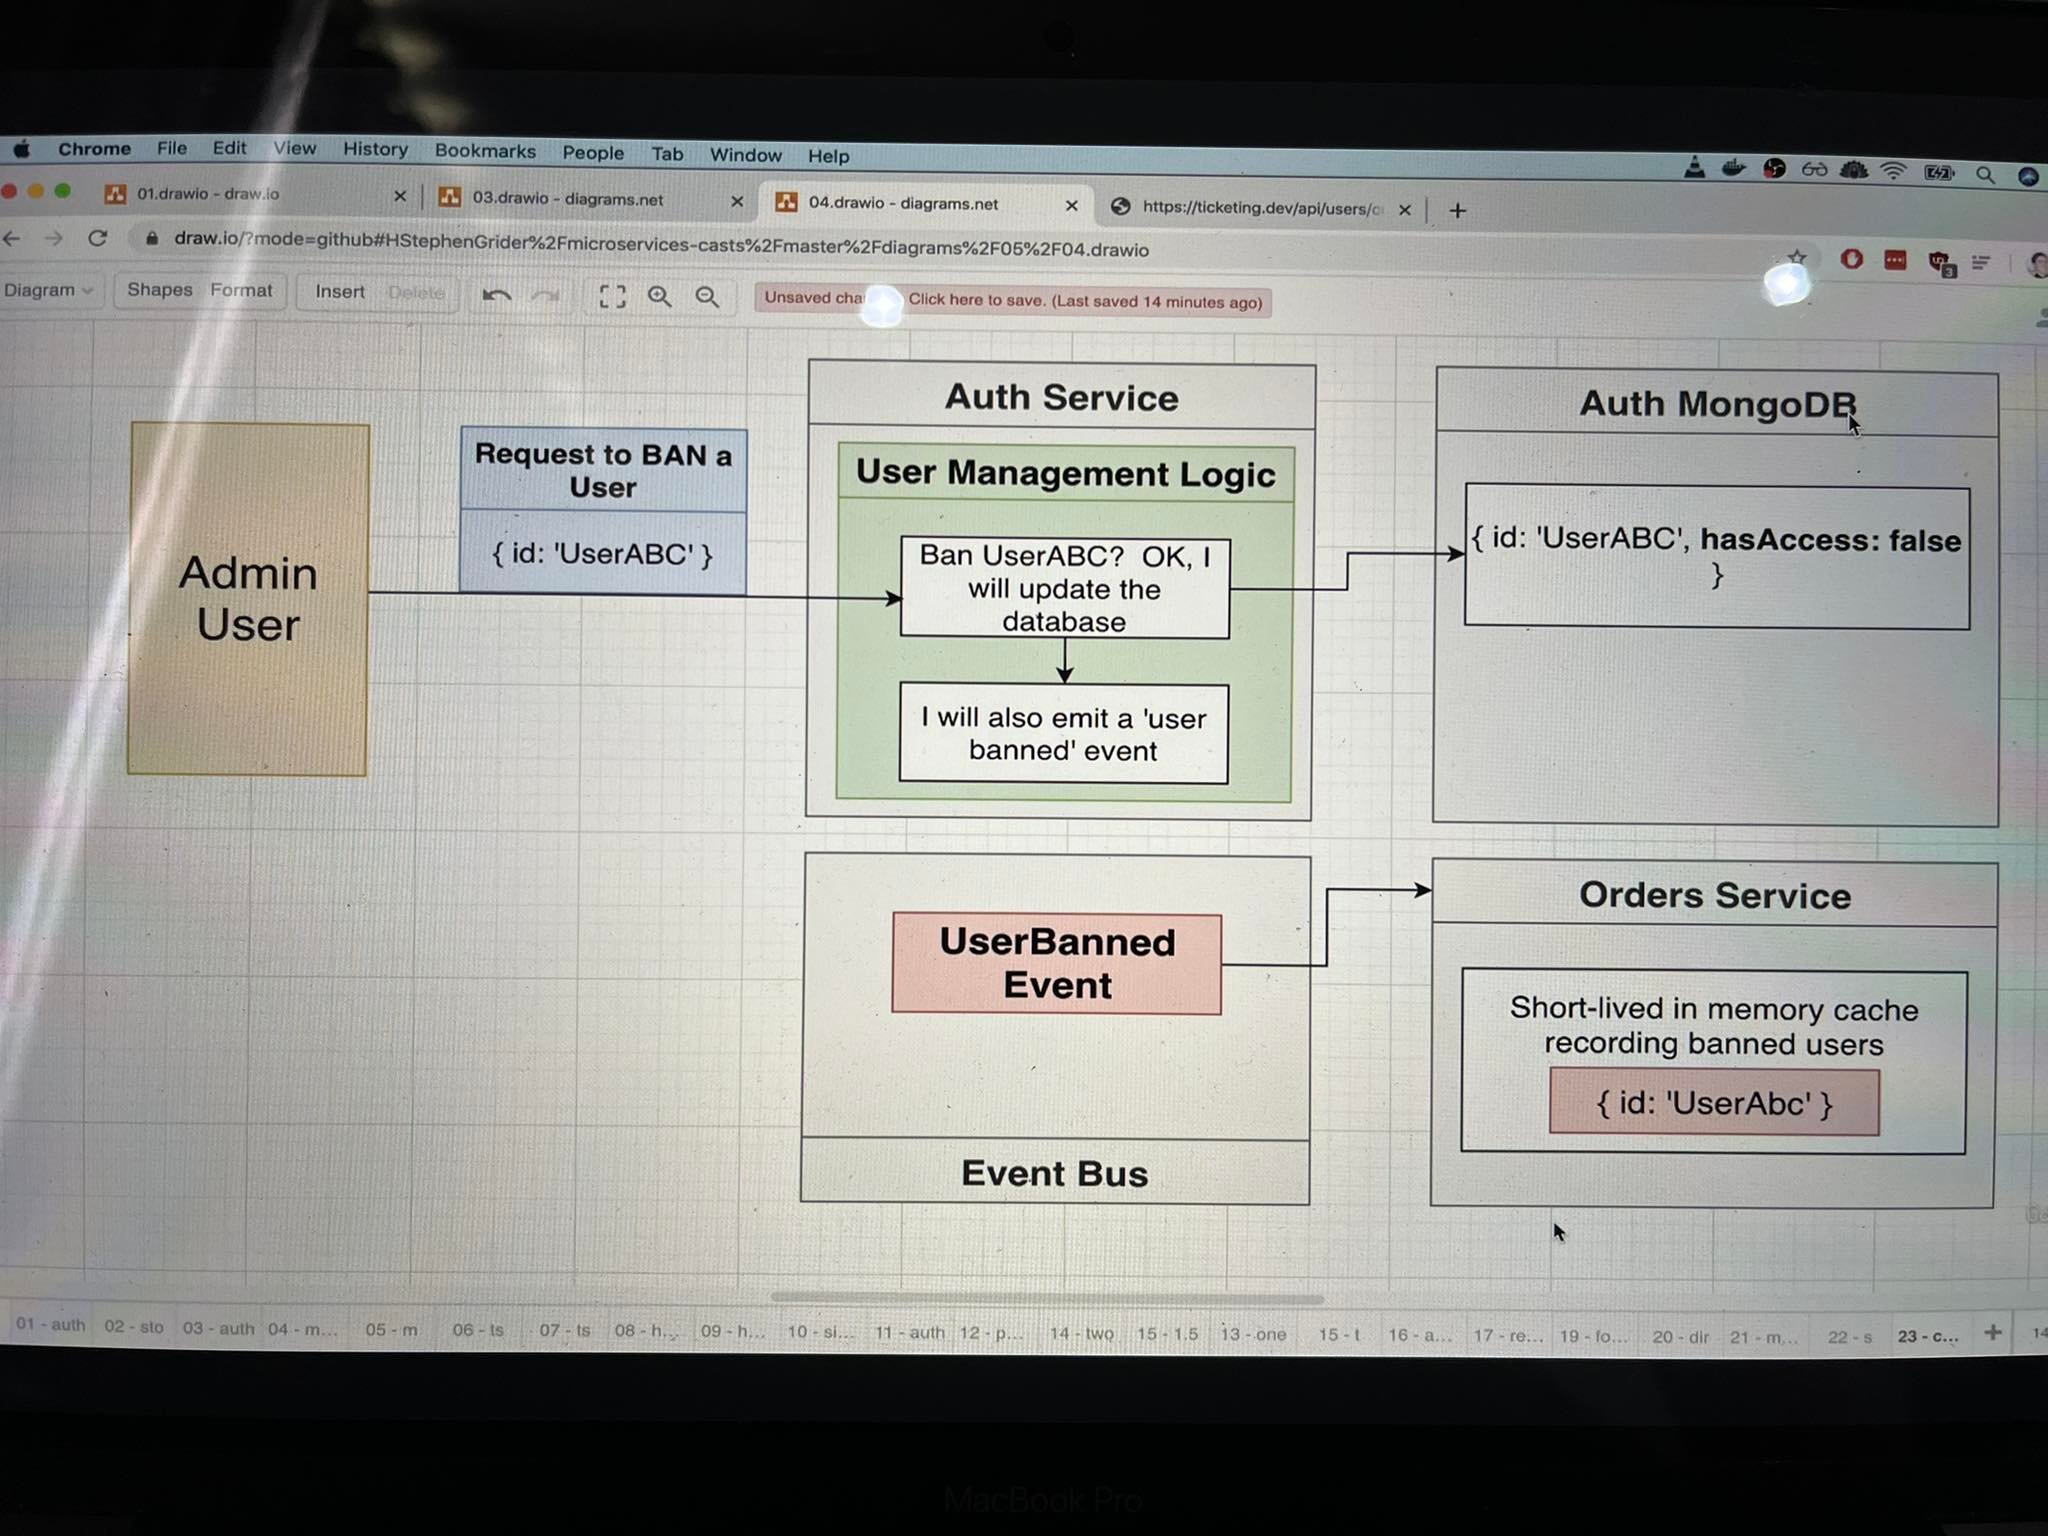 Chrome File Edit View History Bookmarks People Tab Window Help
01.drawio - draw.io
03.drawio - diagrams.net
04.drawio - diagrams.net
https://ticketing.dev/api/users/c
draw.io/?mode=github#HStephenGrider%2Fmicroservices-casts%2Fmaster%2Fdiagrams%2F05%2F04.drawio
3
Diagram Shapes Format Insert Delete
Unsaved cha Click here to save. (Last saved 14 minutes ago)
Admin
User
Request to BAN a
User
{ id: 'UserABC' }
Auth Service
User Management Logic
Ban UserABC? OK, I
will update the
database
I will also emit a 'user
banned' event
Auth MongoDB
{ id: 'UserABC', hasAccess: false
}
UserBanned
Event
Event Bus
Orders Service
Short-lived in memory cache
recording banned users
{ id: 'UserAbc' }
01 - auth 02 - sto 03 - auth 04 - m... 05 - m 06 - ts 07 - ts 08 - h... 09 - h... 10 - si... 11 - auth 12 - p... 14 - two 15 - 1.5 13 - one 15 - t 16 - a... 17 - re... 19 - fo... 20 - dir 21 - m... 22 - s 23 - c... 14
MacBook Pro